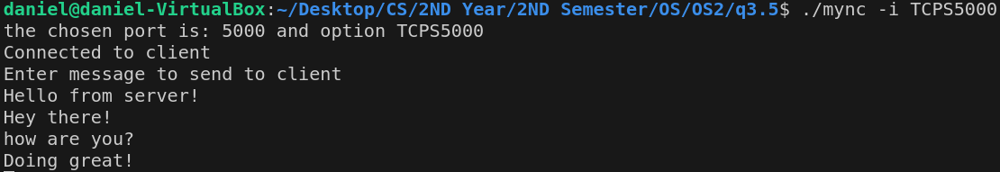 daniel@daniel-VirtualBox:~/Desktop/CS/2ND Year/2ND Semester/OS/OS2/q3.5$ ./mync -i TCPS5000
the chosen port is: 5000 and option TCPS5000
Connected to client
Enter message to send to client
Hello from server!
Hey there!
how are you?
Doing great!